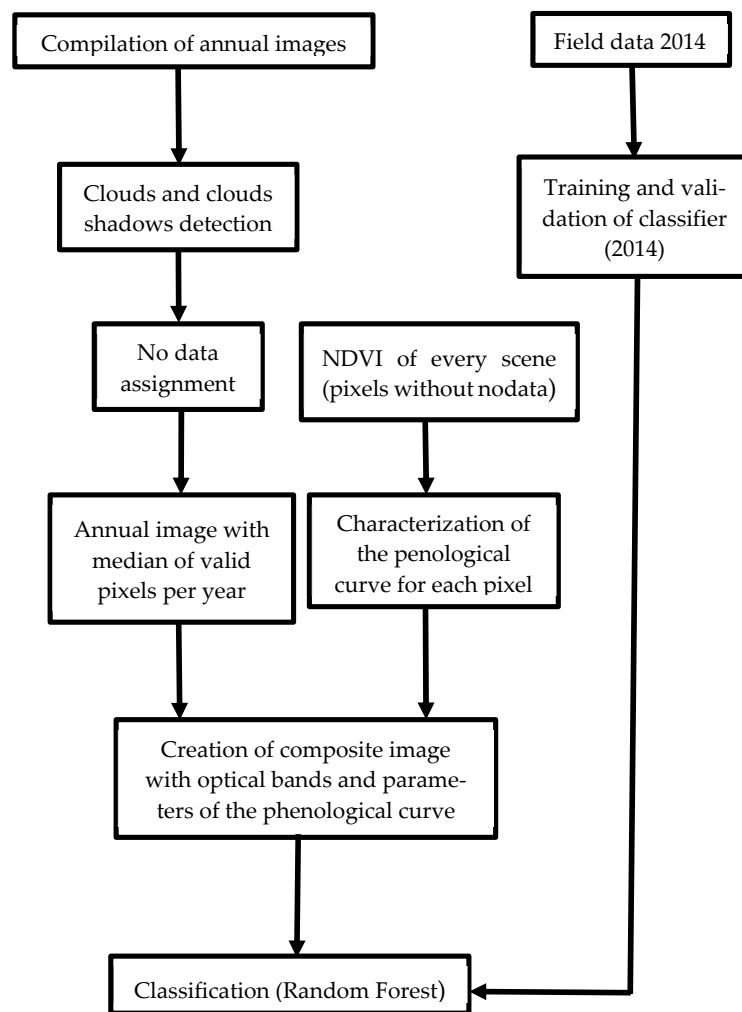 Compilation of annual images
Field data 2014
Clouds and clouds
shadows detection
Training and vali-
dation of classifier
(2014)
No data
assignment
NDVI of every scene
(pixels without nodata)
Annual image with
median of valid
pixels per year
Characterization of
the penological
curve for each pixel
Creation of composite image
with optical bands and parame-
ters of the phenological curve
Classification (Random Forest)